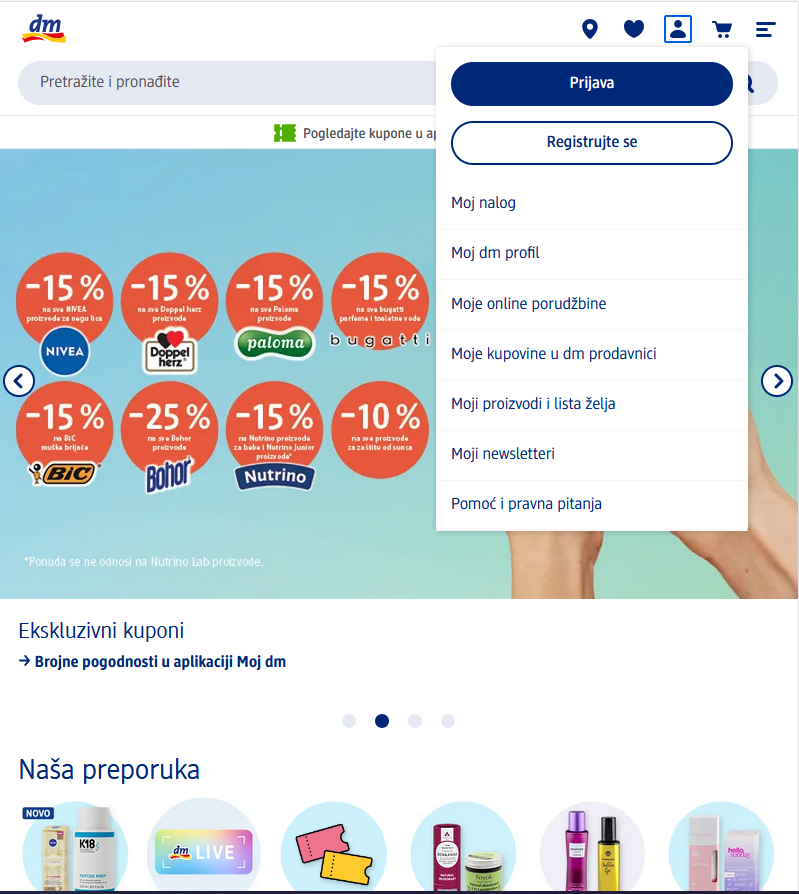 dm
Pretražite i pronađite
Prijava
Registrujte se
Pogledajte kupone u
Moj nalog
Moj dm profil
Moje online porudžbine
Moje kupovine u dm prodavnici
Moji proizvodi i lista želja
Moji newsletteri
Pomoć i pravna pitanja
-15 %
na sve NIVEA
proizvode za negu lica
NIVEA
-15 %
na sve Doppel herz
proizvode
Doppel
herz®
-15 %
na sve Paloma
proizvode
paloma
-15 %
na sve bugatti
parfeme i toaletne vode
bugatti
-15 %
na BIC
muške brijače
BIC®
-25 %
na sve Bohor
proizvode
Bohor
-15 %
na Nutrino proizvode
za bebe i Nutrino Junior
proizvode*
Nutrino
-10 %
na sve proizvode
za zaštitu od sunca
*Ponuda se ne odnosi na Nutrino Lab proizvode.
Ekskluzivni kuponi
→ Brojne pogodnosti u aplikaciji Moj dm
Naša preporuka
NOVO
K18
PEPTIDE PREP
dm LIVE
Niyok
hello
sunday